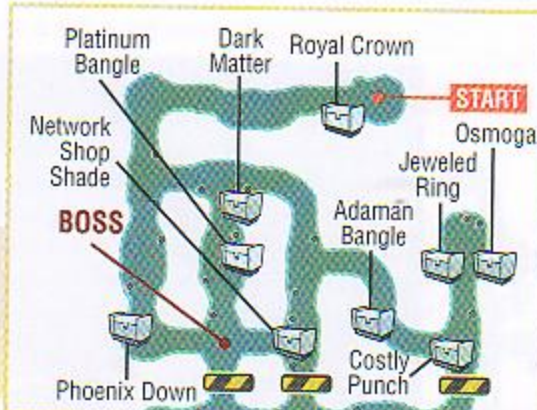 Platinum
Bangle
Dark
Matter
Royal Crown
START
Network
Shop
Shade
Osmoga
Jeweled
Ring
Adaman
Bangle
BOSS
Costly
Punch
Phoenix Down